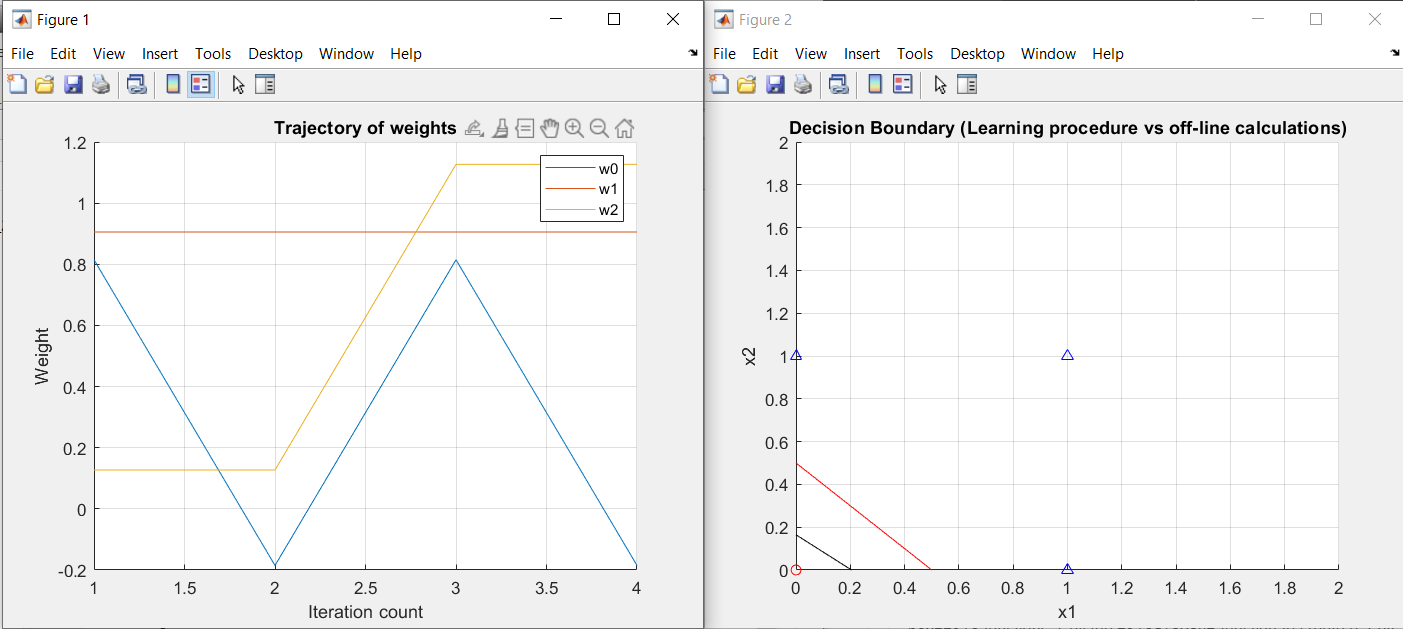 Figure 1
File Edit View Insert Tools Desktop Window Help
Trajectory of weights
1.2
1
0.8
0.6
0.4
0.2
0
-0.2
Weight
w0
w1
w2
1 1.5 2 2.5 3 3.5 4
Iteration count
Figure 2
File Edit View Insert Tools Desktop Window Help
Decision Boundary (Learning procedure vs off-line calculations)
2
1.8
1.6
1.4
1.2
1
0.8
0.6
0.4
0.2
0
x2
0 0.2 0.4 0.6 0.8 1 1.2 1.4 1.6 1.8 2
x1